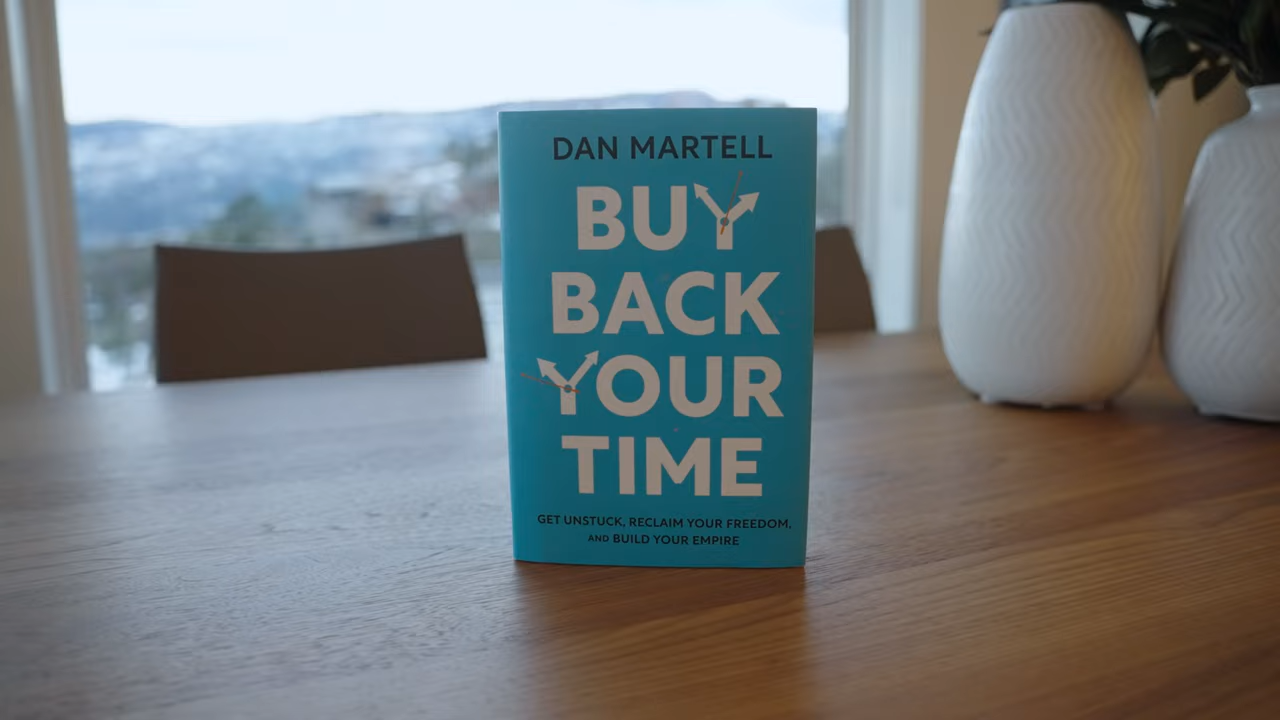 DAN MARTELL
BUY
BACK
YOUR
TIME
GET UNSTUCK, RECLAIM YOUR FREEDOM,
AND BUILD YOUR EMPIRE